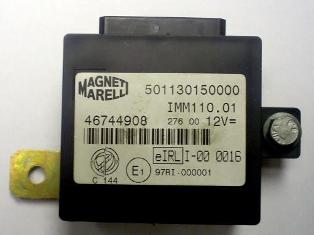 MAGNETI MARELLI 501130150000
IMM110.01
46744908 276 00 12V=
eIRL I-00 0016
C 144 E1 97RI-000001